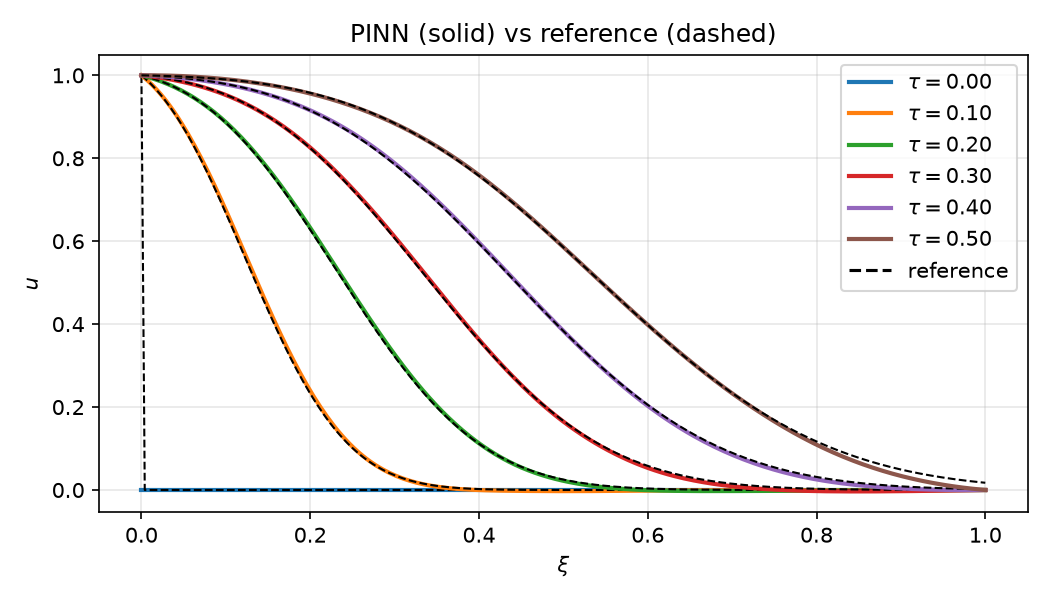 PINN (solid) vs reference (dashed)
u
1.0
0.8
0.6
0.4
0.2
0.0
τ = 0.00
τ = 0.10
τ = 0.20
τ = 0.30
τ = 0.40
τ = 0.50
reference
0.0 0.2 0.4 0.6 0.8 1.0
ξ